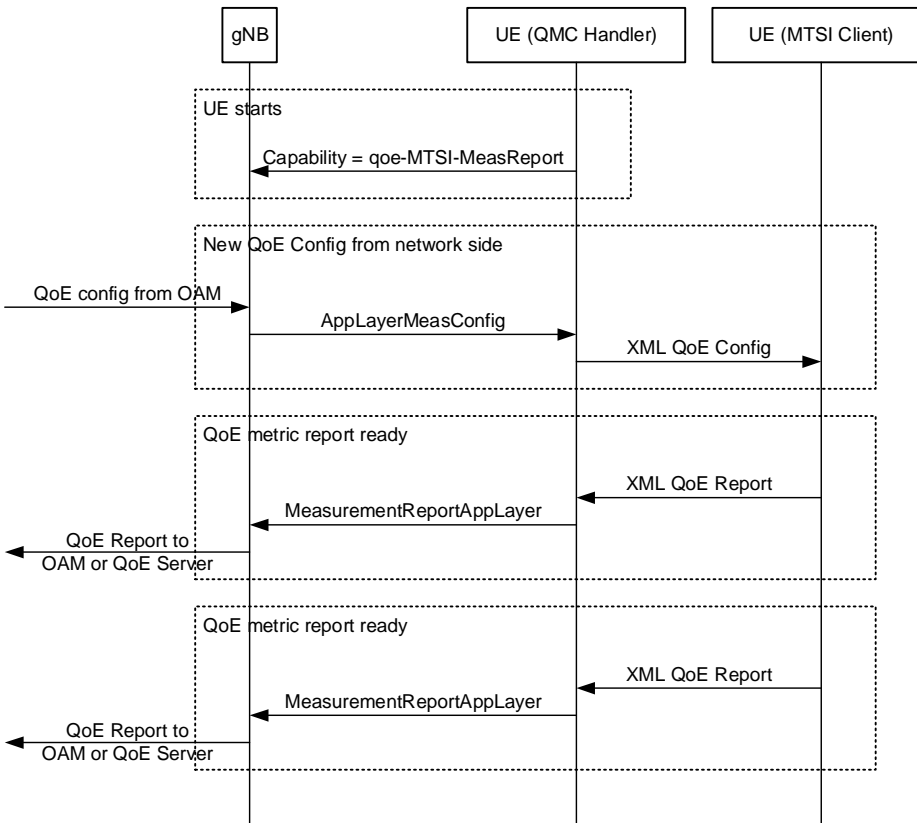 gNB
UE (QMC Handler)
UE (MTSI Client)
UE starts
Capability = qoe-MTSI-MeasReport
New QoE Config from network side
QoE config from OAM
AppLayerMeasConfig
XML QoE Config
QoE metric report ready
XML QoE Report
MeasurementReportAppLayer
QoE Report to
OAM or QoE Server
QoE metric report ready
XML QoE Report
MeasurementReportAppLayer
QoE Report to
OAM or QoE Server